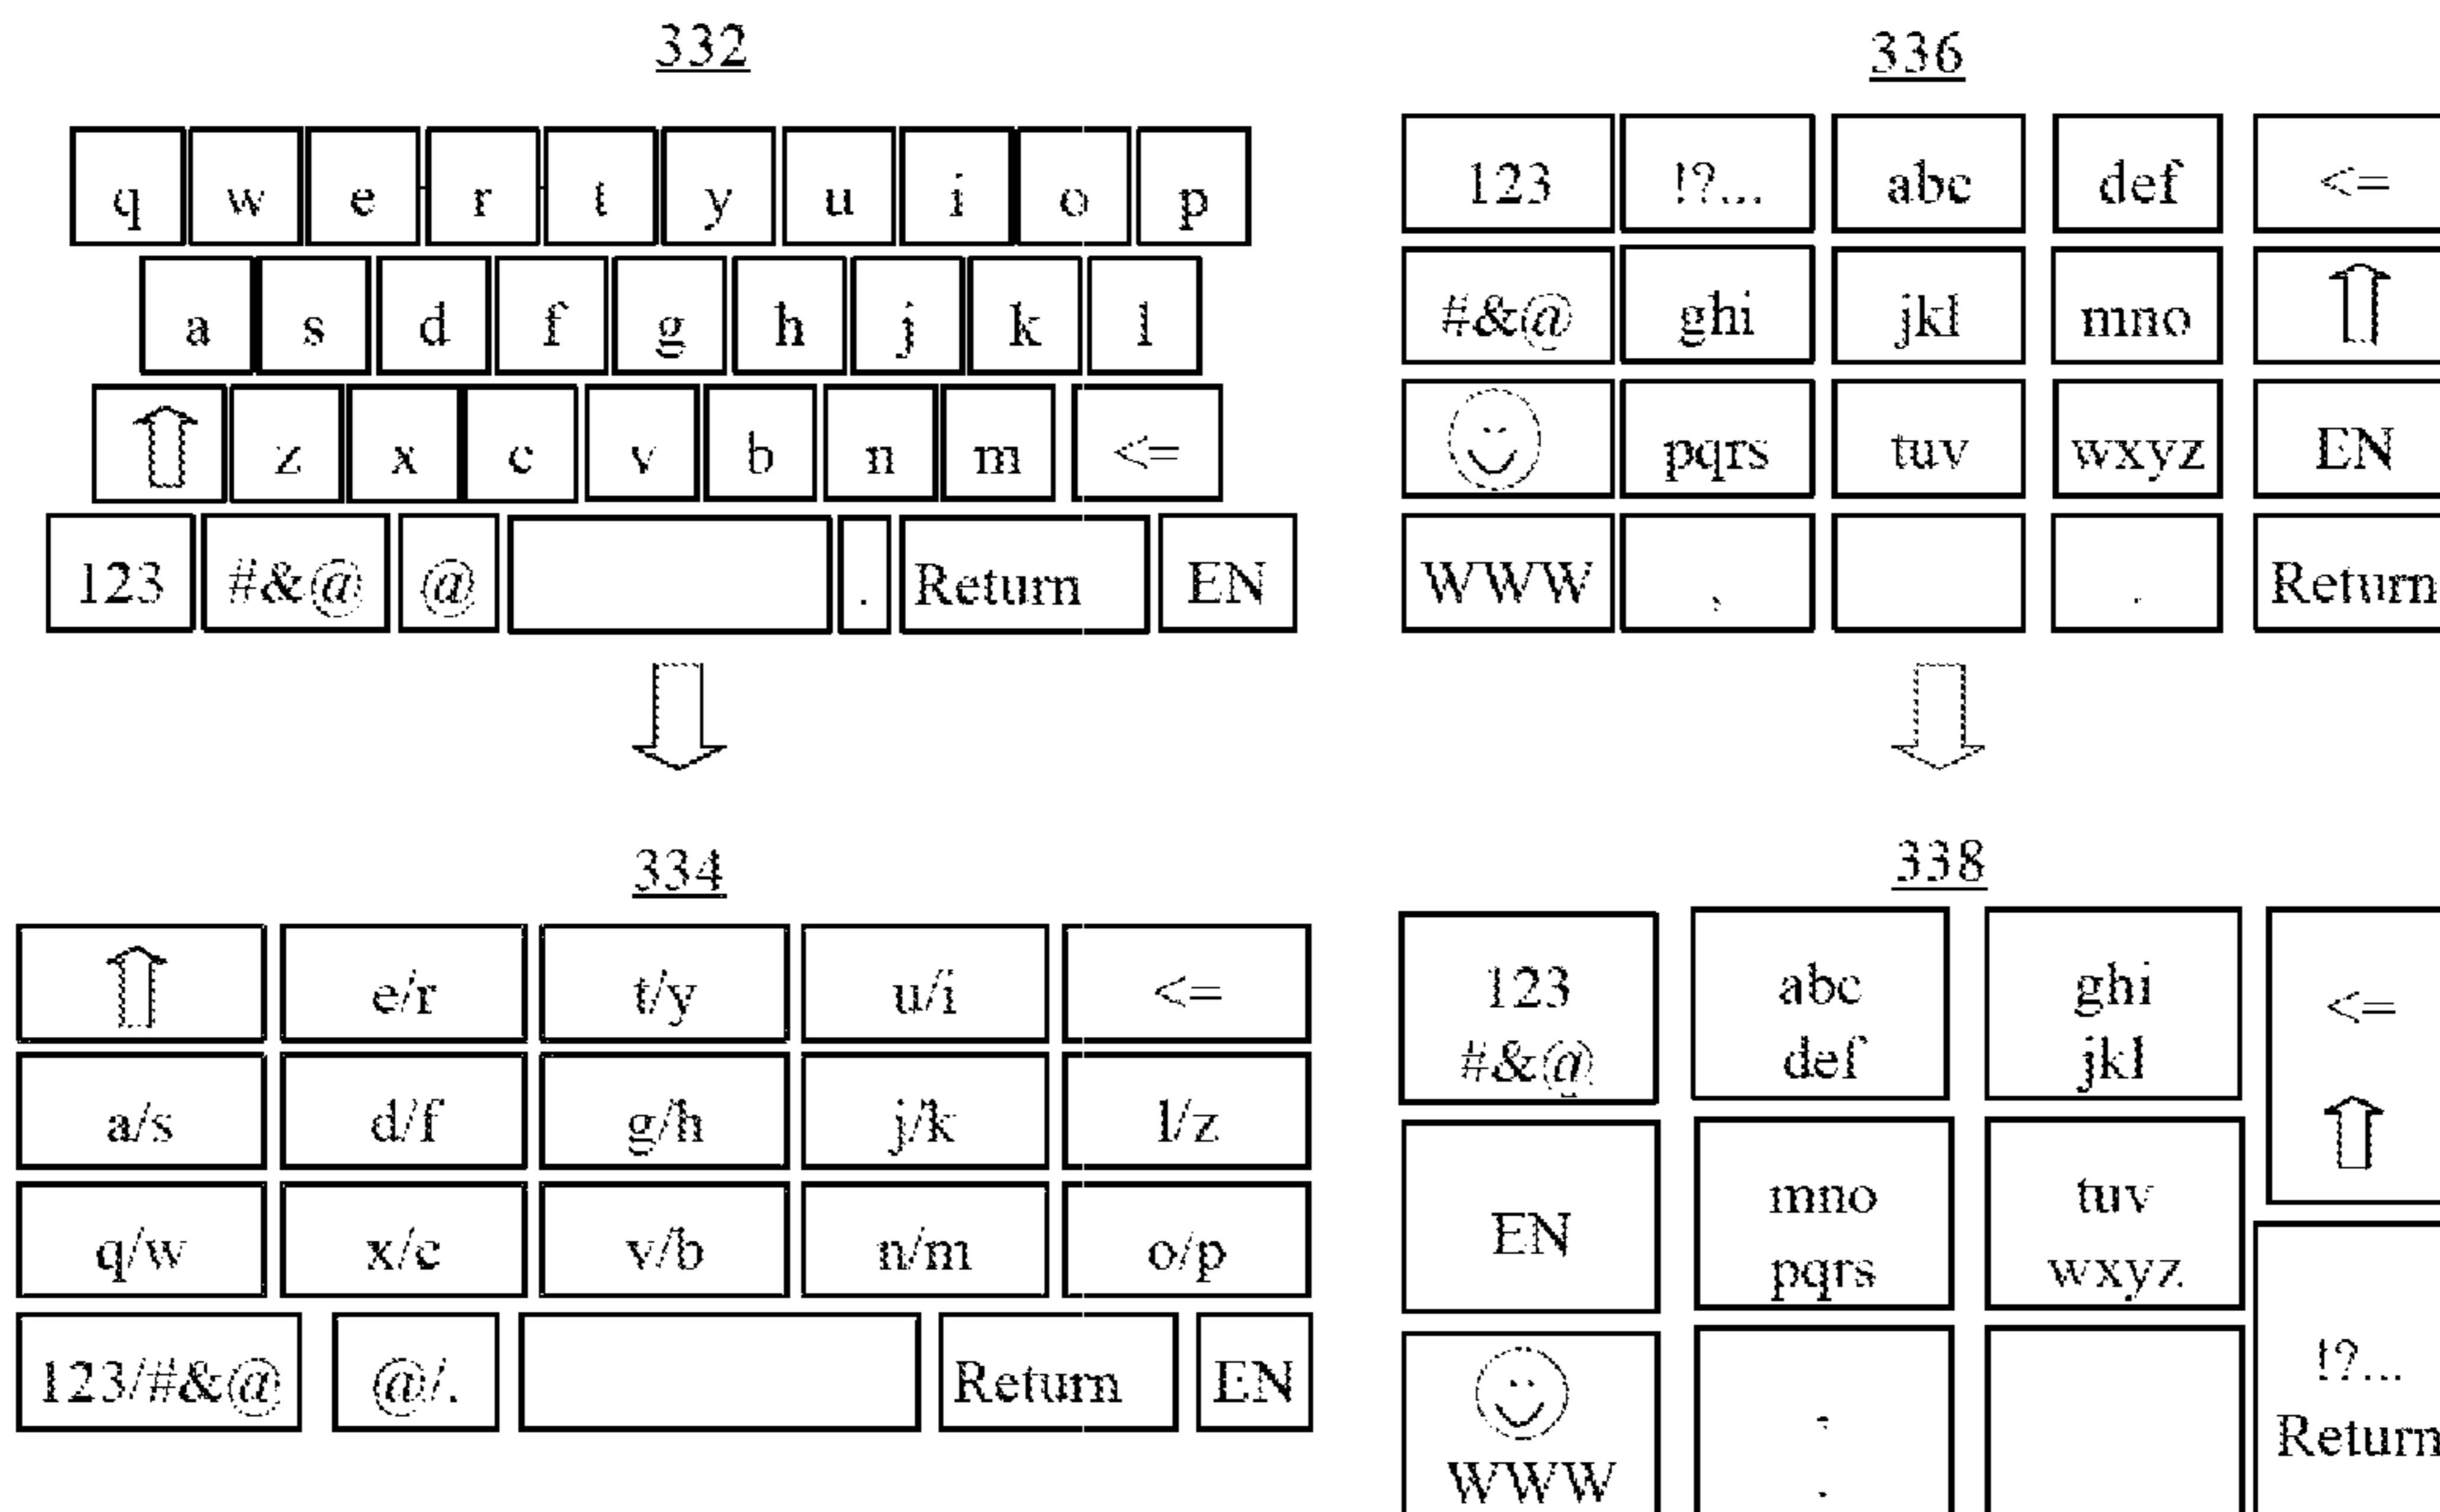 332
q w e r t y u i o p
a s d f g h j k l
z x c v b n m <=
123 #&@ @ . Return EN
336
123 !?... abc def <=
#&@ ghi jkl mno
pqrs tuv wxyz EN
WWW , . Return
334
e/r t/y u/i <=
a/s d/f g/h j/k l/z
q/w x/c v/b n/m o/p
123/#&@ @/. Return EN
338
123 abc ghi <=
#&@ def jkl
EN mno tuv
pqrs wxyz
, !?...
WWW . Return